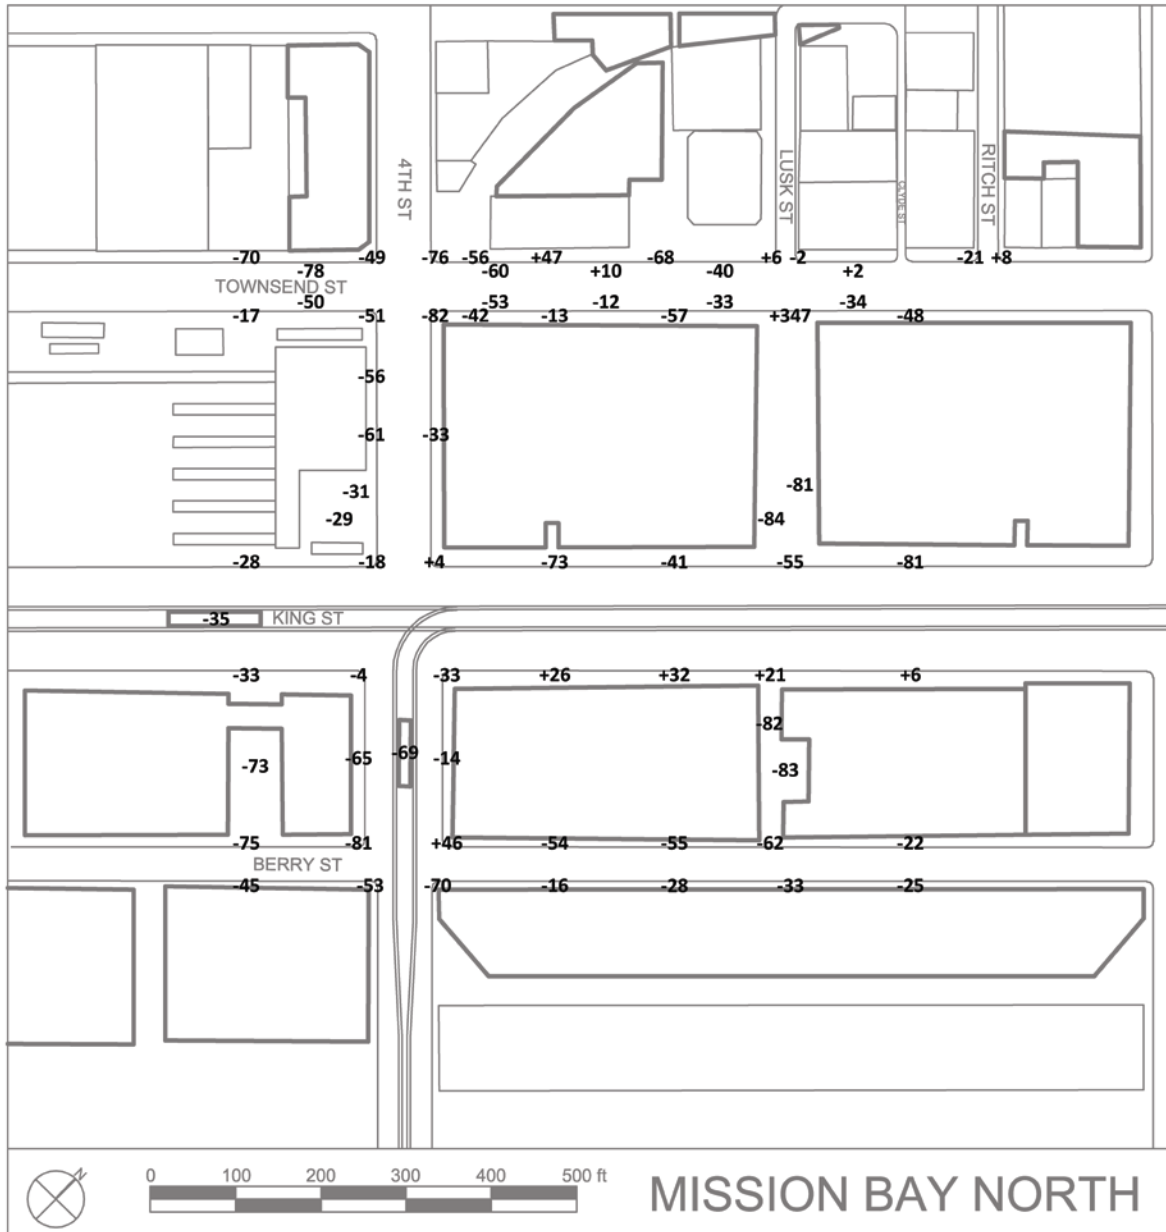 4TH ST
LUSK ST
CLYDE ST
RITCH ST
-70 -49 -76 -56 +47 -68 +6 -2 -21 +8
-78 -60 +10 -40 +2
TOWNSEND ST
-50 -53 -12 -33 -34
-17 -51 -82 -42 -13 -57 +347 -48
-56
-61 -33
-31 -81
-29 -84
-28 -18 +4 -73 -41 -55 -81
-35 KING ST
-33 -4 -33 +26 +32 +21 +6
-82
-69
-65 -14
-73 -83
-75 -81 +46 -54 -55 -62 -22
BERRY ST
-45 -53 -70 -16 -28 -33 -25
N
0 100 200 300 400 500 ft
MISSION BAY NORTH